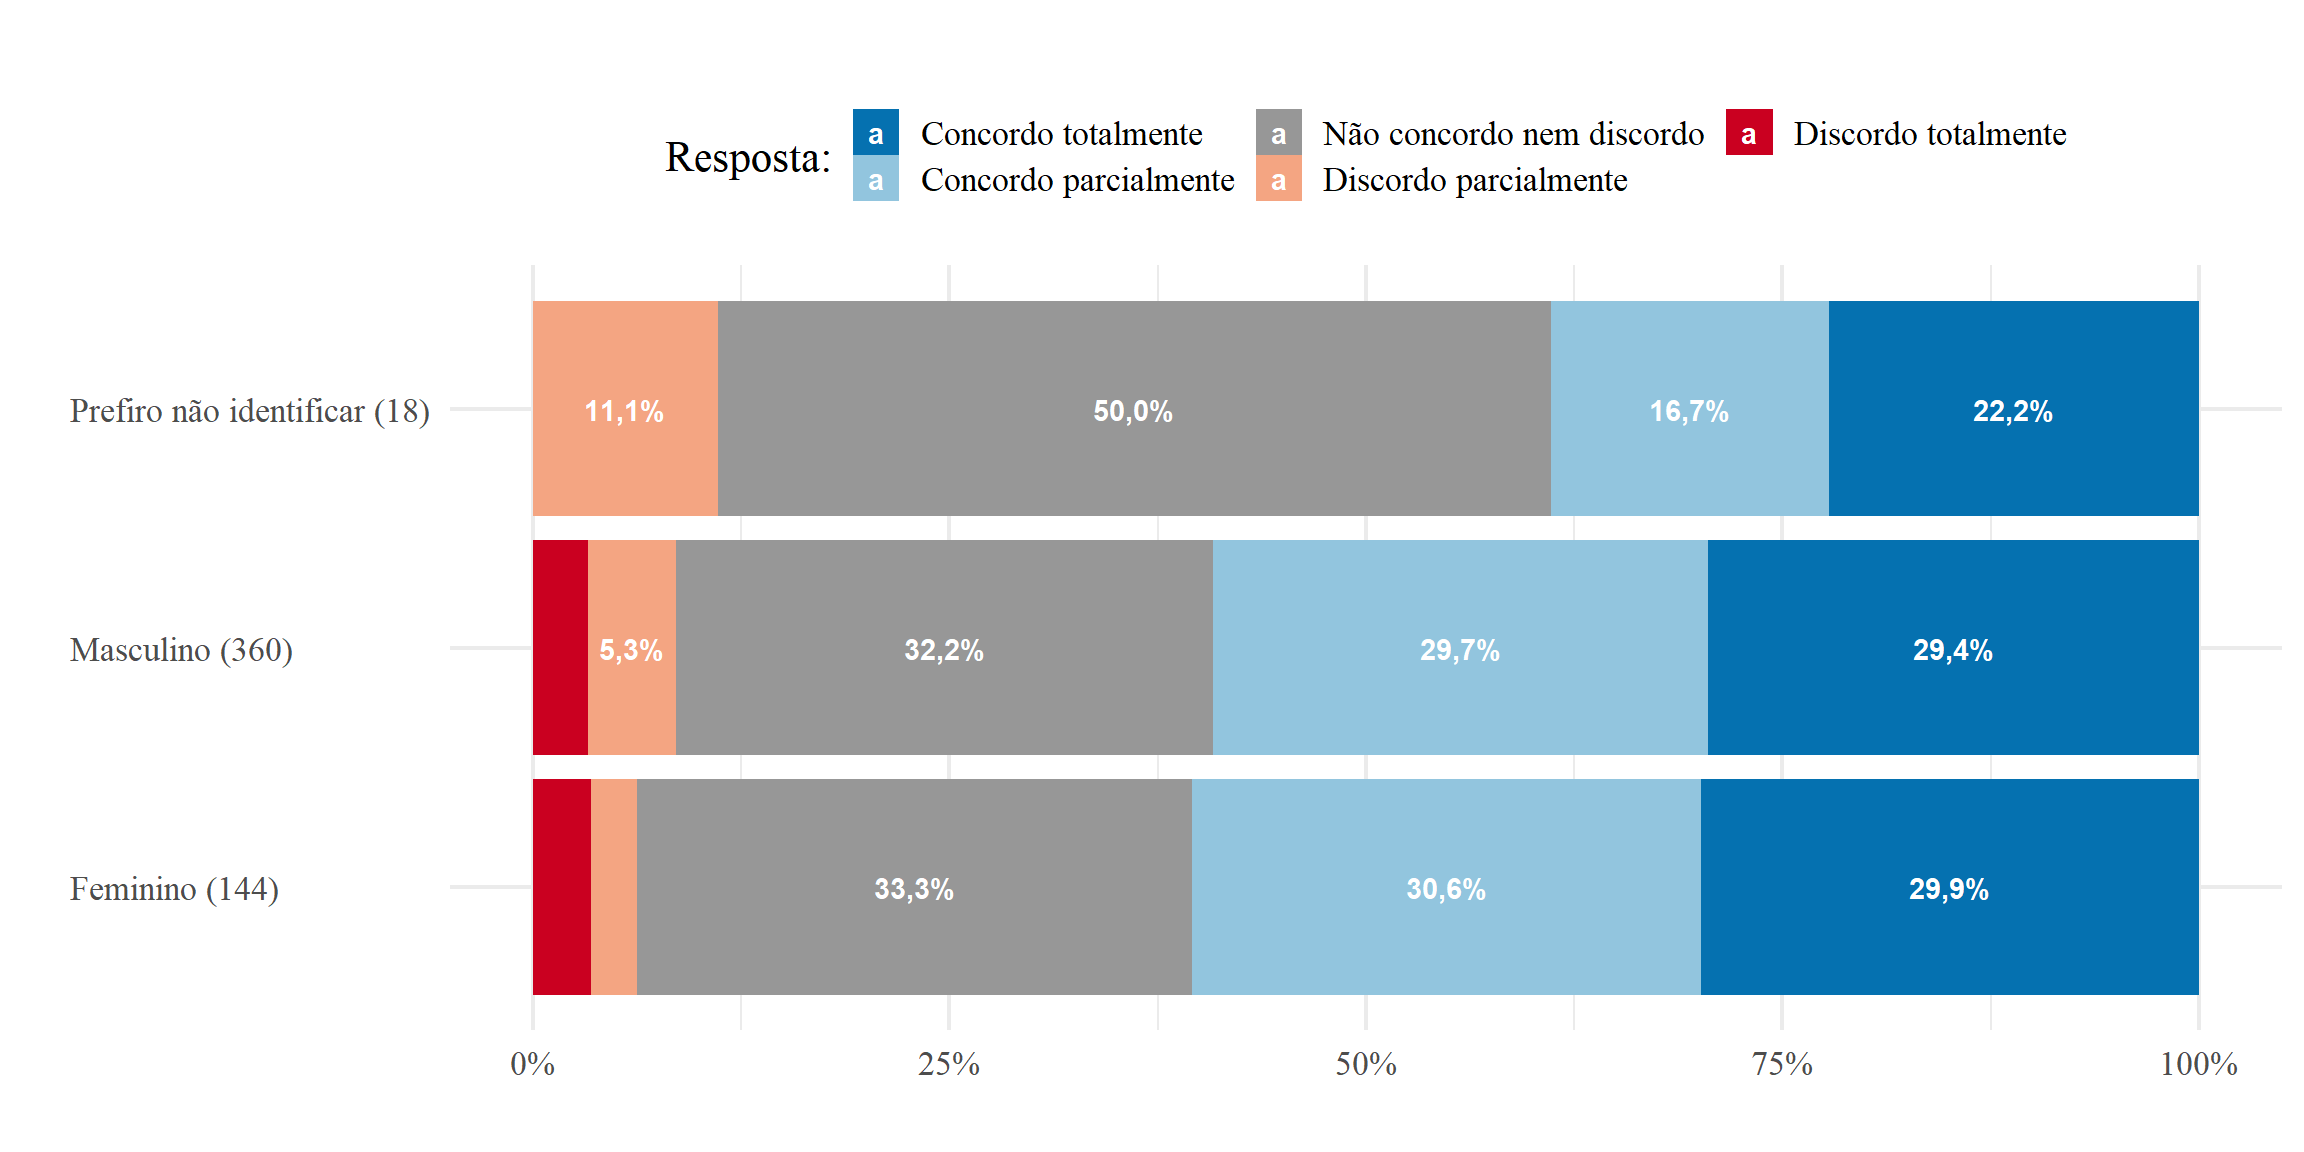 Resposta:
a Concordo totalmente
a Concordo parcialmente
a Não concordo nem discordo
a Discordo parcialmente
a Discordo totalmente
Prefiro não identificar (18)
11,1% 50,0% 16,7% 22,2%
Masculino (360)
5,3% 32,2% 29,7% 29,4%
Feminino (144)
33,3% 30,6% 29,9%
0% 25% 50% 75% 100%